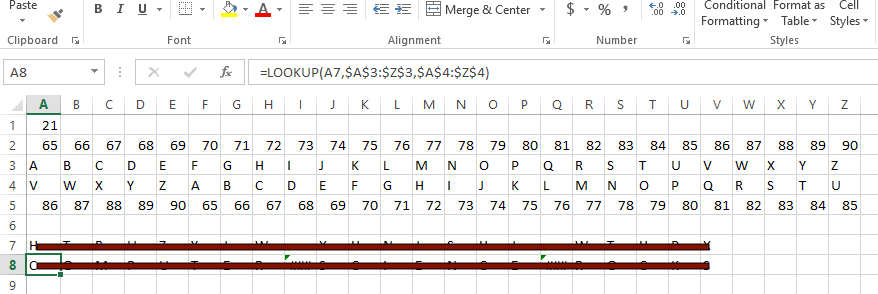 Paste
B I U A Merge & Center $ % , .00 .0 Conditional Format as Cell
Formatting Table Styles
Clipboard Font Alignment Number Styles
A8 fx =LOOKUP(A7,$A$3:$Z$3,$A$4:$Z$4)
A B C D E F G H I J K L M N O P Q R S T U V W X Y Z
1 21
2 65 66 67 68 69 70 71 72 73 74 75 76 77 78 79 80 81 82 83 84 85 86 87 88 89 90
3 A B C D E F G H I J K L M N O P Q R S T U V W X Y Z
4 V W X Y Z A B C D E F G H I J K L M N O P Q R S T U
5 86 87 88 89 90 65 66 67 68 69 70 71 72 73 74 75 76 77 78 79 80 81 82 83 84 85
6
7
8
9